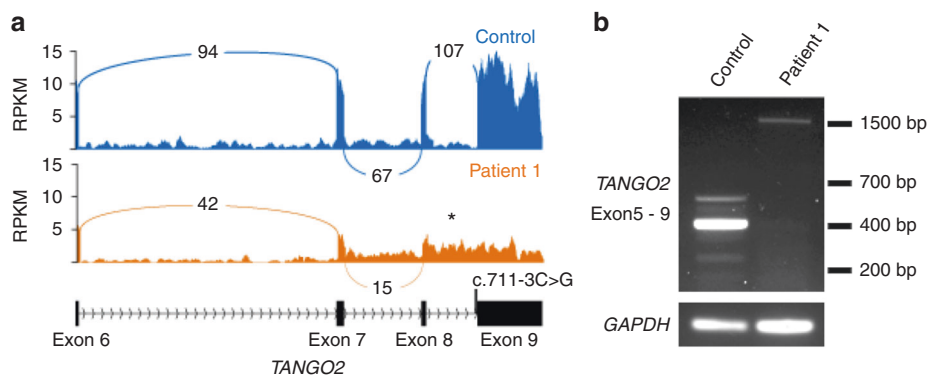 a
Control
15
10
5
RPKM
94
107
67
Patient 1
15
10
5
RPKM
42
*
15
c.711-3C>G
Exon 6
Exon 7
Exon 8
Exon 9
TANGO2
b
Control
Patient 1
TANGO2
Exon5 - 9
1500 bp
700 bp
400 bp
200 bp
GAPDH